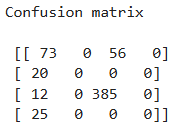 Confusion matrix
[[ 73 0 56 0]
[ 20 0 0 0]
[ 12 0 385 0]
[ 25 0 0 0]]